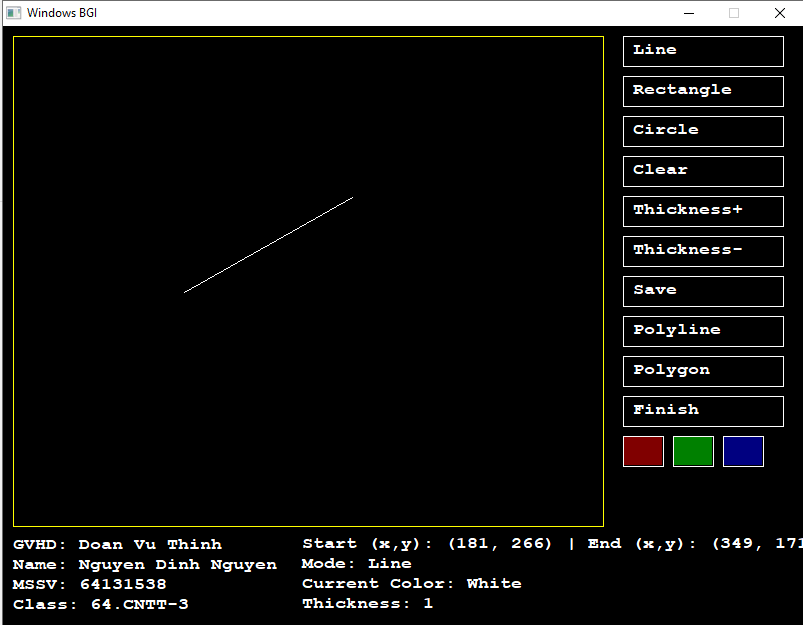 Windows BGI
Line
Rectangle
Circle
Clear
Thickness+
Thickness-
Save
Polyline
Polygon
Finish
GVHD: Doan Vu Thinh
Name: Nguyen Dinh Nguyen
MSSV: 64131538
Class: 64.CNTT-3
Start (x,y): (181, 266) | End (x,y): (349, 171
Mode: Line
Current Color: White
Thickness: 1